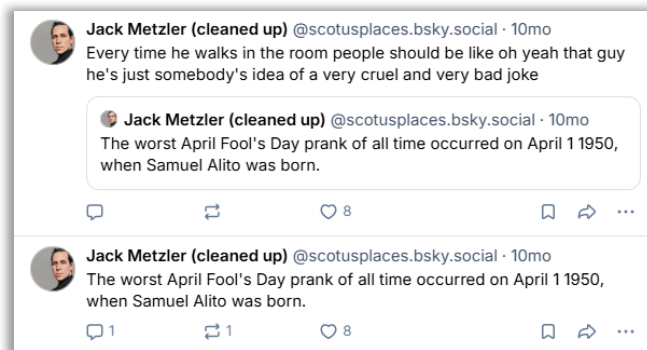 Jack Metzler (cleaned up) @scotusplaces.bsky.social · 10mo
Every time he walks in the room people should be like oh yeah that guy
he's just somebody's idea of a very cruel and very bad joke
Jack Metzler (cleaned up) @scotusplaces.bsky.social · 10mo
The worst April Fool's Day prank of all time occurred on April 1 1950,
when Samuel Alito was born.
8
Jack Metzler (cleaned up) @scotusplaces.bsky.social · 10mo
The worst April Fool's Day prank of all time occurred on April 1 1950,
when Samuel Alito was born.
1 1 8